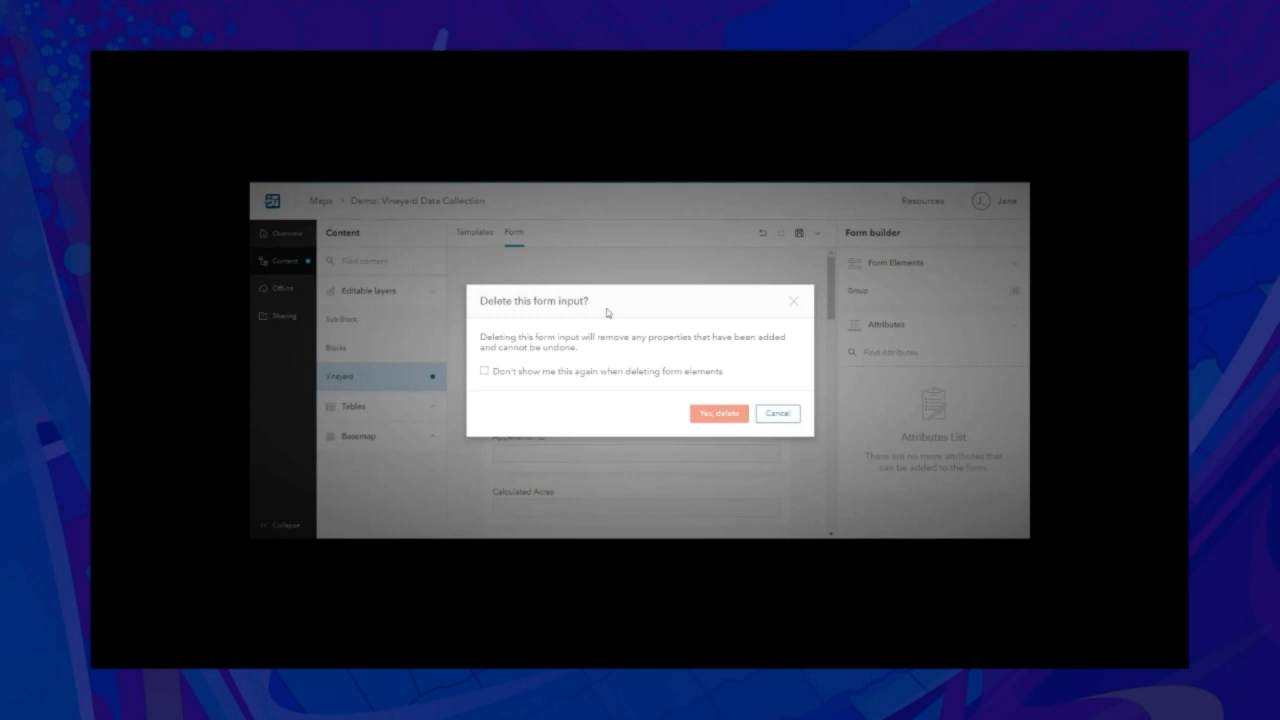 Maps > Demo: Vineyard Data Collection
Resources
Jane
Overview
Content
Offline
Sharing
Collapse
Content
Find content
Editable layers
Sub-Block
Blocks
Vineyard
Tables
Basemap
Templates Form
Delete this form input?
Deleting this form input will remove any properties that have been added
and cannot be undone.
Don't show me this again when deleting form elements
Yes, delete Cancel
Calculated Acres
Form builder
Form Elements
Group
Attributes
Find Attributes
Attributes List
There are no more attributes that
can be added to the form.